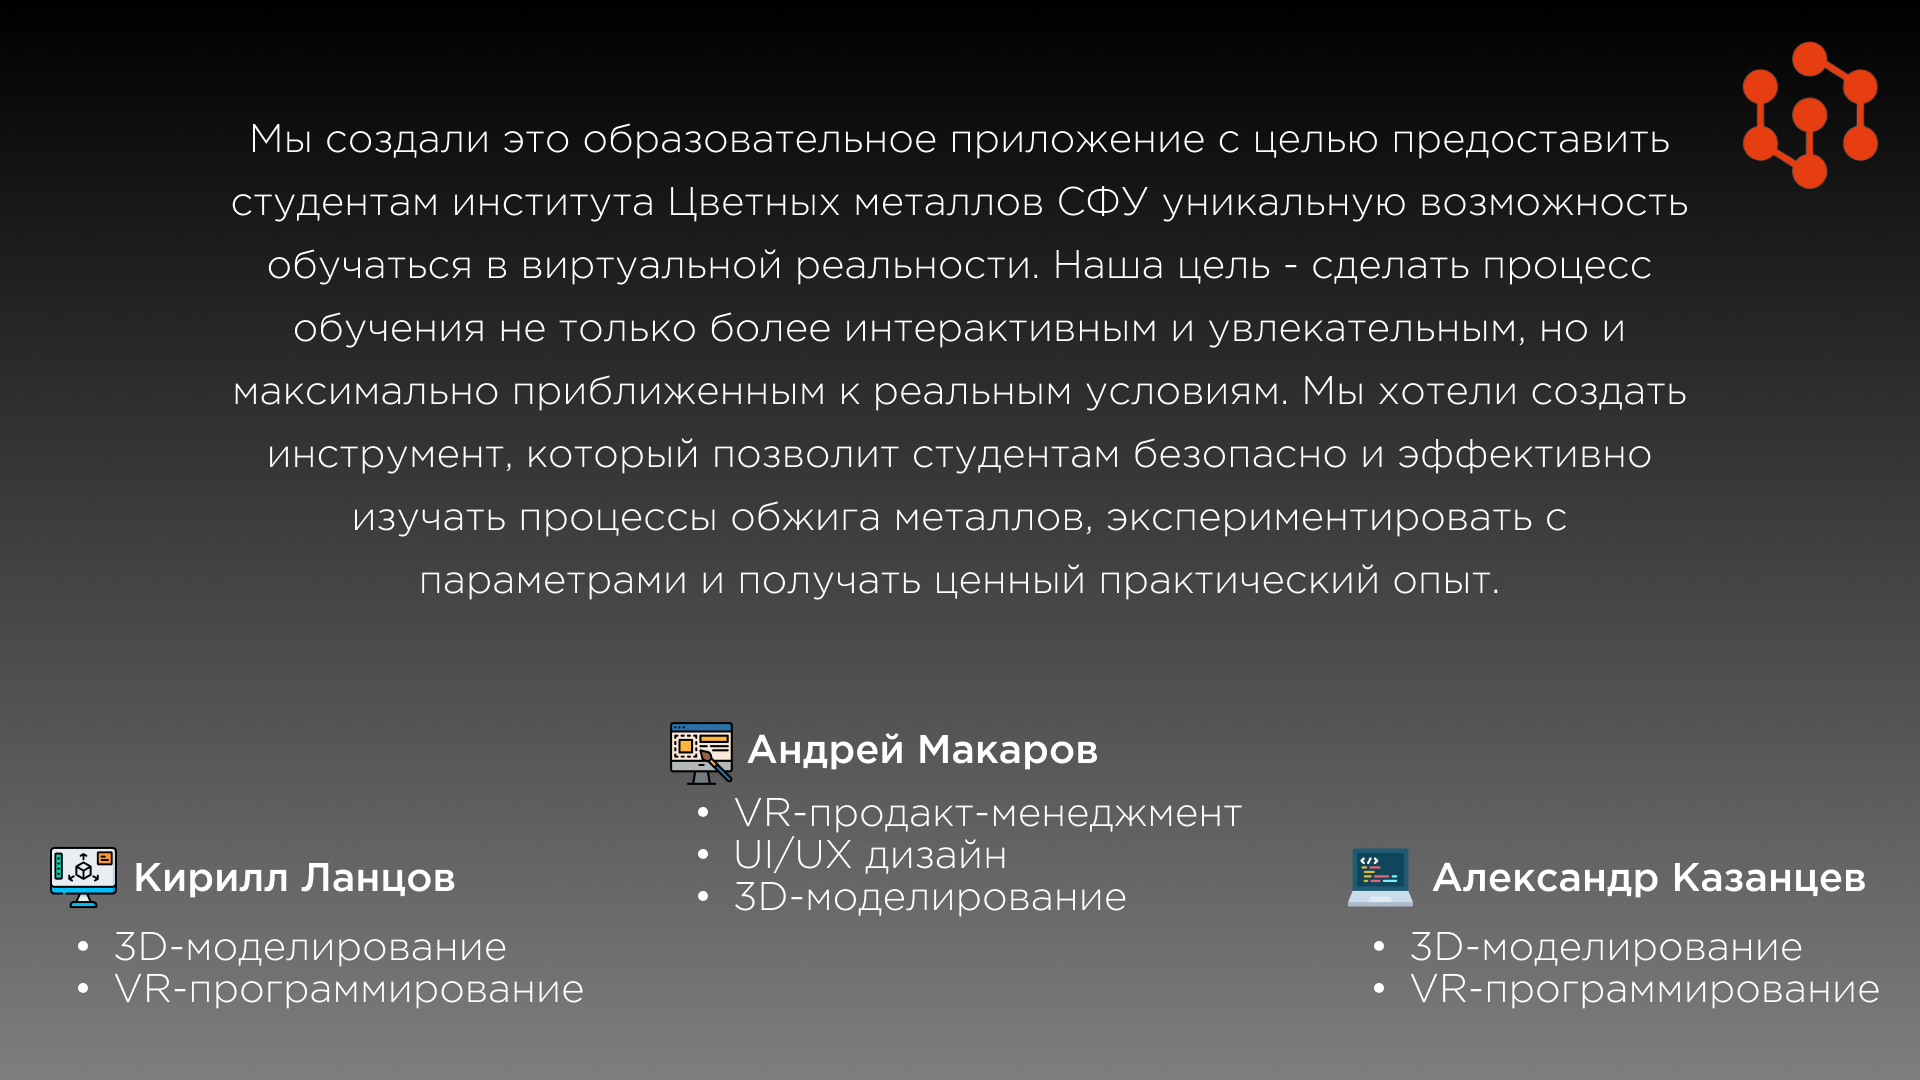 Мы создали это образовательное приложение с целью предоставить
студентам института Цветных металлов СФУ уникальную возможность
обучаться в виртуальной реальности. Наша цель - сделать процесс
обучения не только более интерактивным и увлекательным, но и
максимально приближенным к реальным условиям. Мы хотели создать
инструмент, который позволит студентам безопасно и эффективно
изучать процессы обжига металлов, экспериментировать с
параметрами и получать ценный практический опыт.
Кирилл Ланцов
• 3D-моделирование
• VR-программирование
Андрей Макаров
• VR-продакт-менеджмент
• UI/UX дизайн
• 3D-моделирование
Александр Казанцев
• 3D-моделирование
• VR-программирование